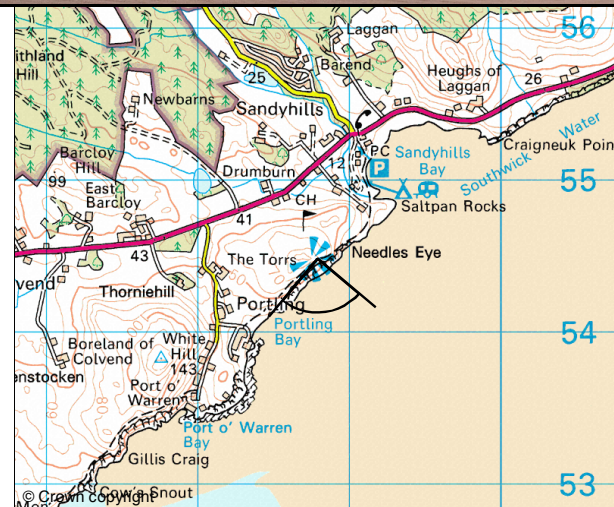 56
Laggan
ithland
Hill
25
Barend
Heughs of
Laggan
26
Newbarns
Sandyhills
Water
Craigneuk Poin
PC
P
Sandyhills
Bay
Southwick
Barcloy
Hill
12
Drumburn
55
99
East
Barcloy
CH
Saltpan Rocks
41
43
The Torrs
Needles Eye
vend
Thorniehill
Portling
Portling
Bay
54
Boreland of
Colvend
White
Hill
143
enstocken
Port o'
Warren
Port o' Warren
Bay
Gillis Craig
53
© Crown copyright
Cow's Snout